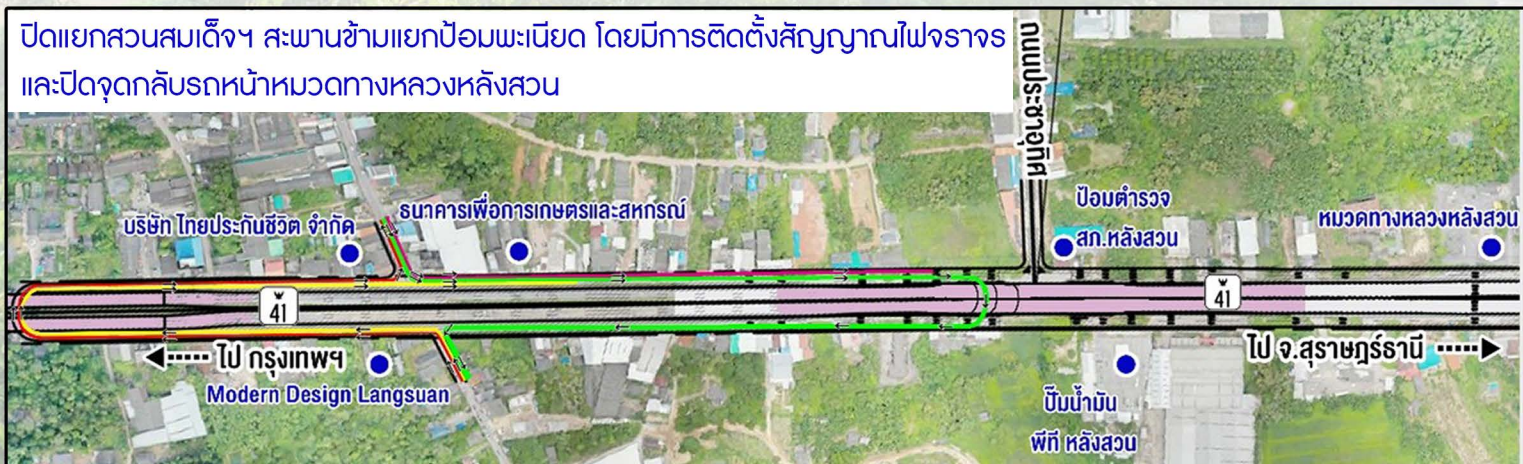 ปิดแยกสวนสมเด็จฯ สะพานข้ามแยกป้อมพะเนียด โดยมีการติดตั้งสัญญาณไฟจราจร
และปิดจุดกลับรถหน้าหมวดทางหลวงหลังสวน
ถนนประชาอุทิศ
บริษัท ไทยประกันชีวิต จำกัด
ธนาคารเพื่อการเกษตรและสหกรณ์
ป้อมตำรวจ
สภ.หลังสวน
หมวดทางหลวงหลังสวน
41
41
ไป กรุงเทพฯ
Modern Design Langsuan
ไป จ.สุราษฎร์ธานี
ปั๊มน้ำมัน
พีที หลังสวน